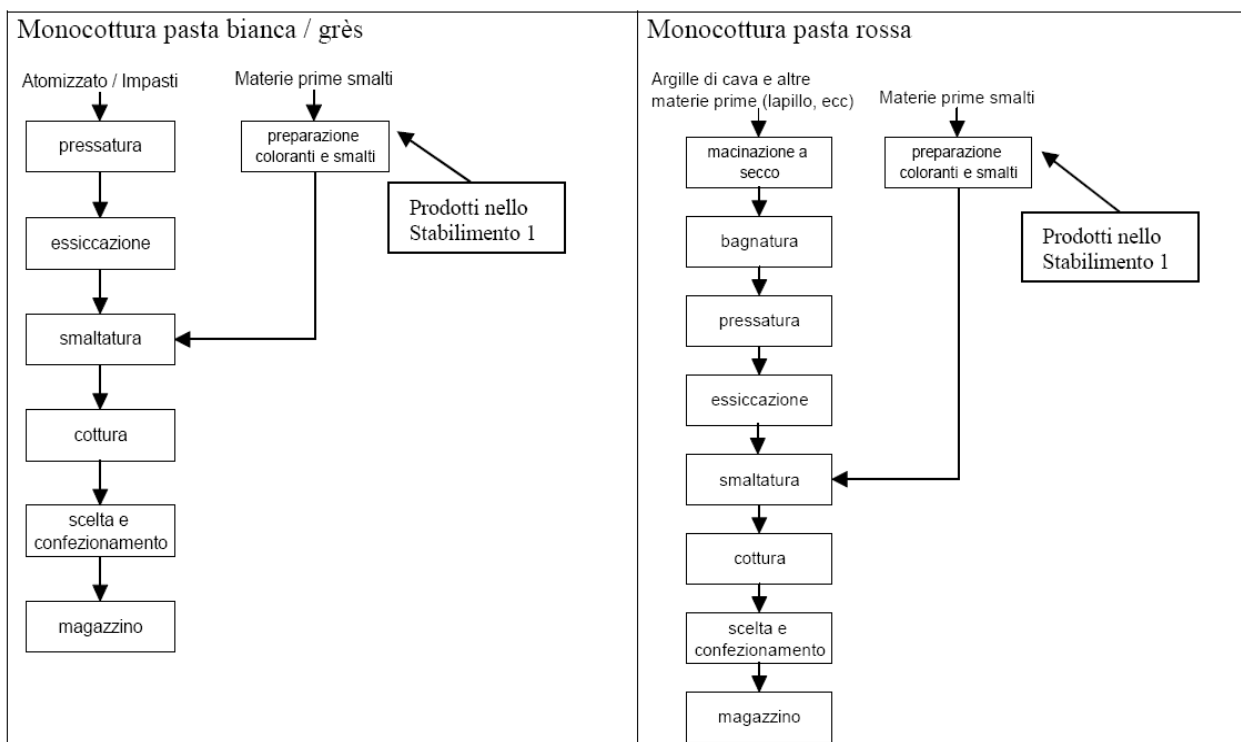 Monocottura pasta bianca / grès
Atomizzato / Impasti
Materie prime smalti
pressatura
preparazione
coloranti e smalti
Prodotti nello
Stabilimento 1
essiccazione
smaltatura
cottura
scelta e
confezionamento
magazzino
Monocottura pasta rossa
Argille di cava e altre
materie prime (lapillo, ecc)
Materie prime smalti
macinazione a
secco
preparazione
coloranti e smalti
Prodotti nello
Stabilimento 1
bagnatura
pressatura
essiccazione
smaltatura
cottura
scelta e
confezionamento
magazzino